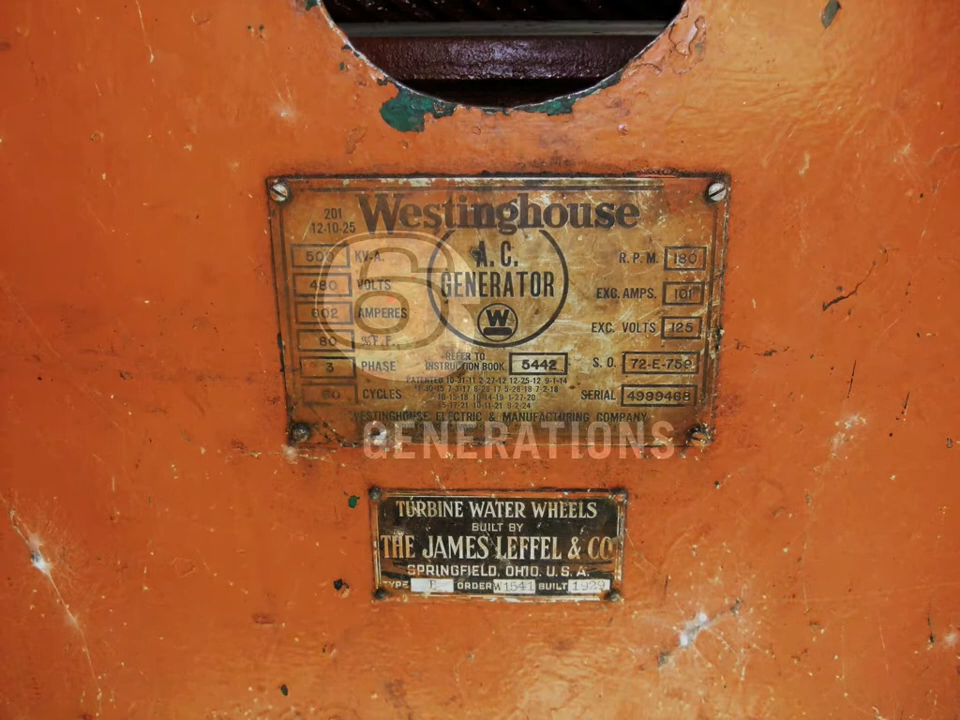 201
12-10-25
Westinghouse
A.C.
GENERATOR
W
500 KV-A.
480 VOLTS
602 AMPERES
80 % P.F.
3 PHASE
60 CYCLES
R.P.M. 180
EXC. AMPS. 101
EXC. VOLTS 125
REFER TO
INSTRUCTION BOOK 5442
S.O. 72-E-759
SERIAL 4989468
WESTINGHOUSE ELECTRIC & MANUFACTURING COMPANY
6
GENERATIONS
TURBINE WATER WHEELS
BUILT BY
THE JAMES LEFFEL & CO
SPRINGFIELD, OHIO, U.S.A.
TYPE ORDER W1541 BUILT 1929